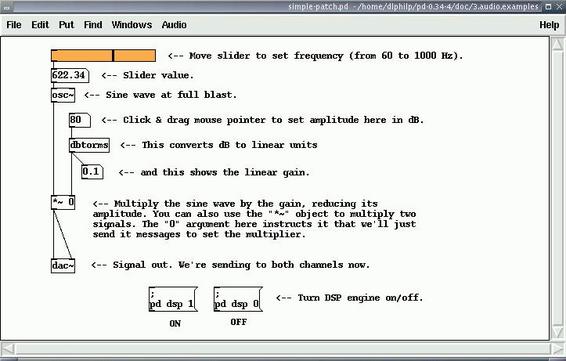 simple-patch.pd - /home/dlphilp/pd-0.34-4/doc/3.audio.examples
File Edit Put Find Windows Audio Help
<-- Move slider to set frequency (from 60 to 1000 Hz).
622.34 <-- Slider value.
osc~ <-- Sine wave at full blast.
80 <-- Click & drag mouse pointer to set amplitude here in dB.
dbtorms <-- This converts dB to linear units
0.1 <-- and this shows the linear gain.
*~ 0 <-- Multiply the sine wave by the gain, reducing its
amplitude. You can also use the "*~" object to multiply two
signals. The "0" argument here instructs it that we'll just
send it messages to set the multiplier.
dac~ <-- Signal out. We're sending to both channels now.
; ; <-- Turn DSP engine on/off.
pd dsp 1 pd dsp 0
ON OFF